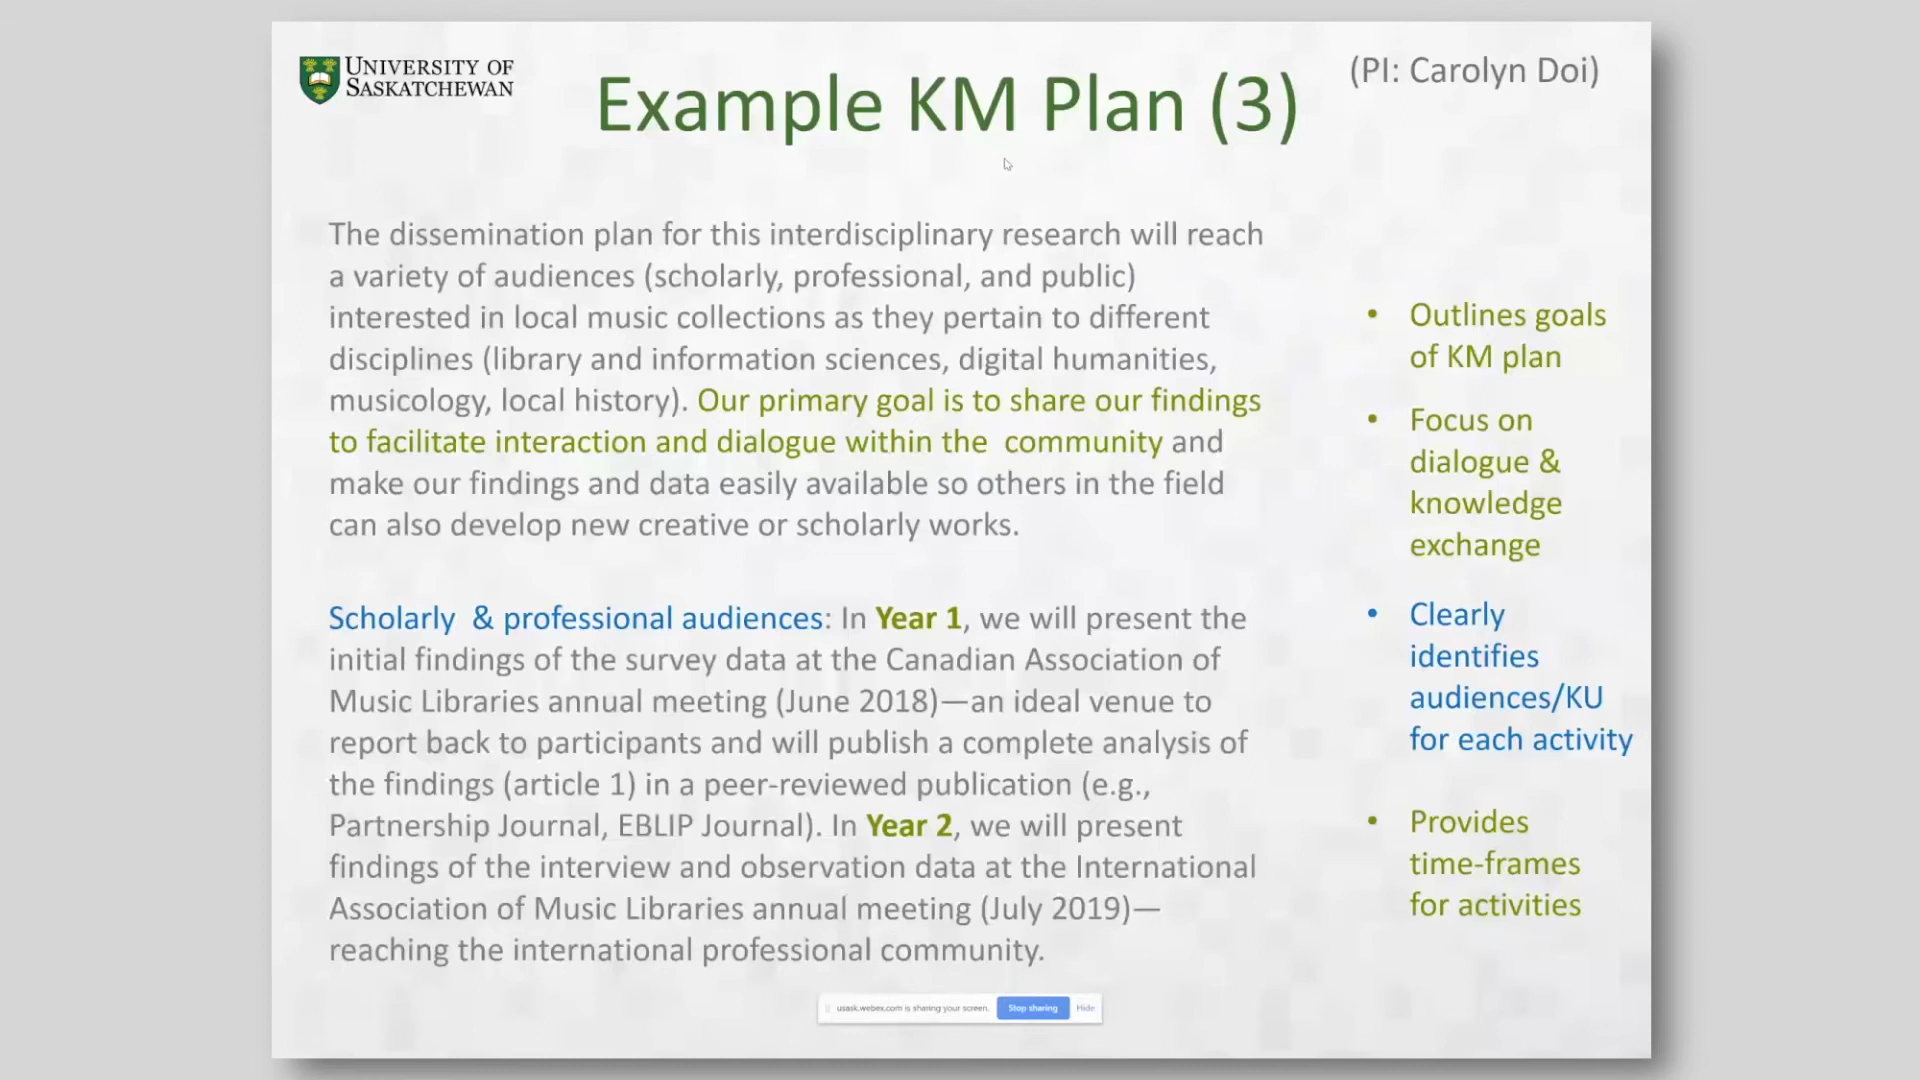 UNIVERSITY OF
SASKATCHEWAN
Example KM Plan (3)
(PI: Carolyn Doi)
The dissemination plan for this interdisciplinary research will reach
a variety of audiences (scholarly, professional, and public)
interested in local music collections as they pertain to different
disciplines (library and information sciences, digital humanities,
musicology, local history). Our primary goal is to share our findings
to facilitate interaction and dialogue within the  community and
make our findings and data easily available so others in the field
can also develop new creative or scholarly works.
Scholarly  & professional audiences: In Year 1, we will present the
initial findings of the survey data at the Canadian Association of
Music Libraries annual meeting (June 2018)—an ideal venue to
report back to participants and will publish a complete analysis of
the findings (article 1) in a peer-reviewed publication (e.g.,
Partnership Journal, EBLIP Journal). In Year 2, we will present
findings of the interview and observation data at the International
Association of Music Libraries annual meeting (July 2019)—
reaching the international professional community.
• Outlines goals
of KM plan
• Focus on
dialogue &
knowledge
exchange
• Clearly
identifies
audiences/KU
for each activity
• Provides
time-frames
for activities
usask.webex.com is sharing your screen. Stop sharing Hide